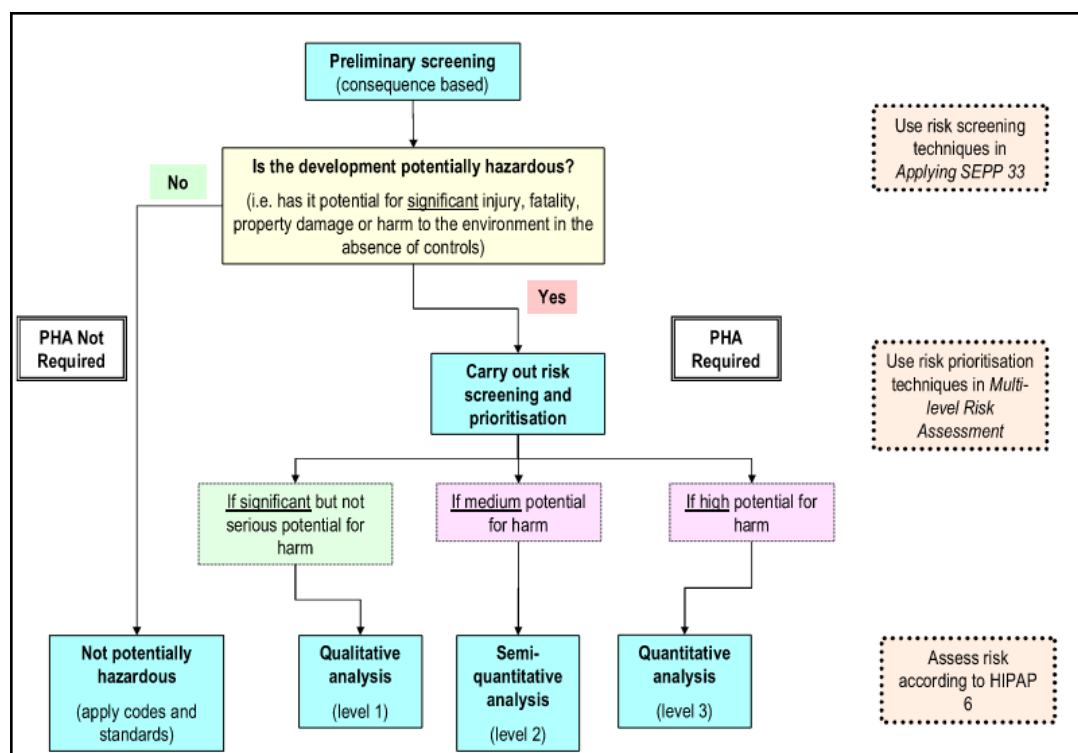 Preliminary screening
(consequence based)
Use risk screening
techniques in
Applying SEPP 33
Is the development potentially hazardous?
(i.e. has it potential for significant injury, fatality,
property damage or harm to the environment in the
absence of controls)
No
Yes
PHA Not
Required
PHA
Required
Carry out risk
screening and
prioritisation
Use risk prioritisation
techniques in Multi-
level Risk
Assessment
If significant but not
serious potential for
harm
If medium potential
for harm
If high potential for
harm
Not potentially
hazardous
(apply codes and
standards)
Qualitative
analysis
(level 1)
Semi-
quantitative
analysis
(level 2)
Quantitative
analysis
(level 3)
Assess risk
according to HIPAP
6